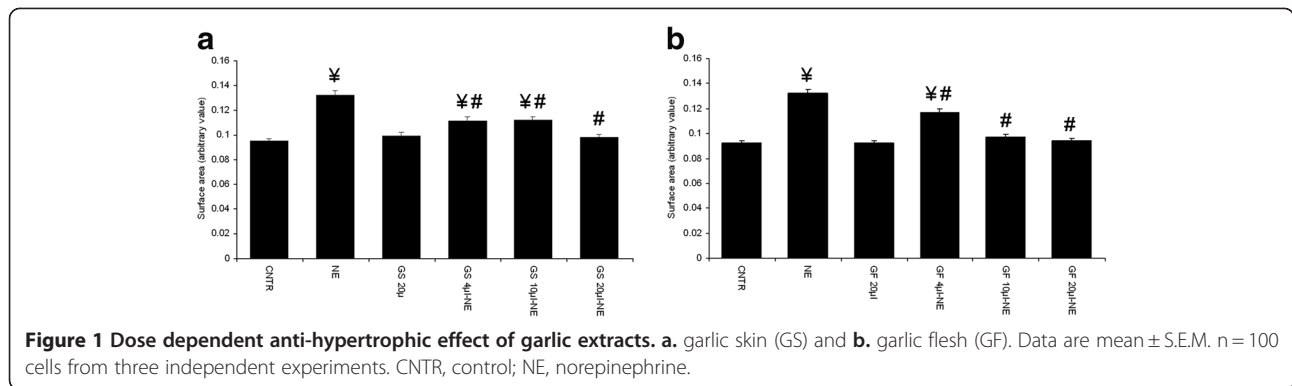 a
0.16
0.14
0.12
0.1
0.08
0.06
0.04
0.02
0
Surface area (arbitrary value)
¥
¥#
¥#
#
CNTR
NE
GS 20µ
GS 4µl-NE
GS 10µl-NE
GS 20µl-NE
b
0.16
0.14
0.12
0.1
0.08
0.06
0.04
0.02
0
Surface area (arbitrary value)
¥
¥#
#
#
CNTR
NE
GF 20µl
GF 4µl-NE
GF 10µl-NE
GF 20µl-NE
Figure 1 Dose dependent anti-hypertrophic effect of garlic extracts. a. garlic skin (GS) and b. garlic flesh (GF). Data are mean ± S.E.M. n = 100
cells from three independent experiments. CNTR, control; NE, norepinephrine.